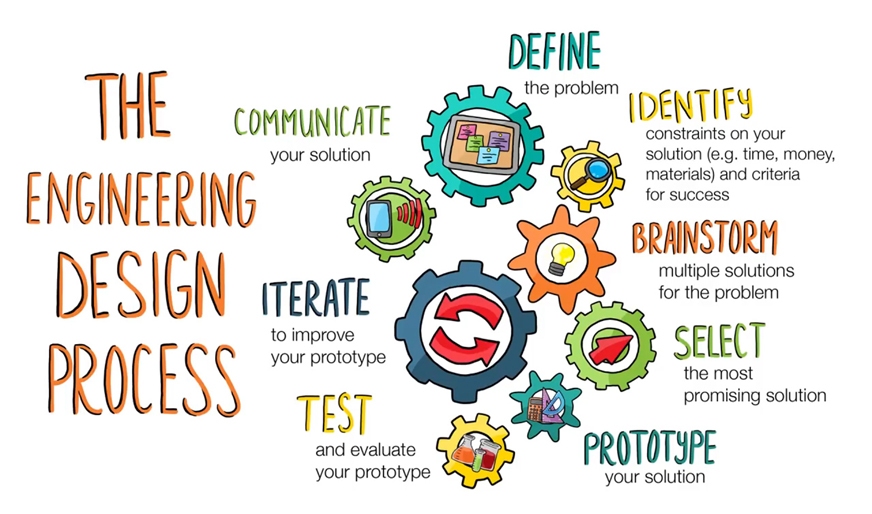 THE
ENGINEERING
DESIGN
PROCESS
DEFINE
the problem
IDENTIFY
constraints on your
solution (e.g. time, money,
materials) and criteria
for success
BRAINSTORM
multiple solutions
for the problem
SELECT
the most
promising solution
PROTOTYPE
your solution
TEST
and evaluate
your prototype
ITERATE
to improve
your prototype
COMMUNICATE
your solution